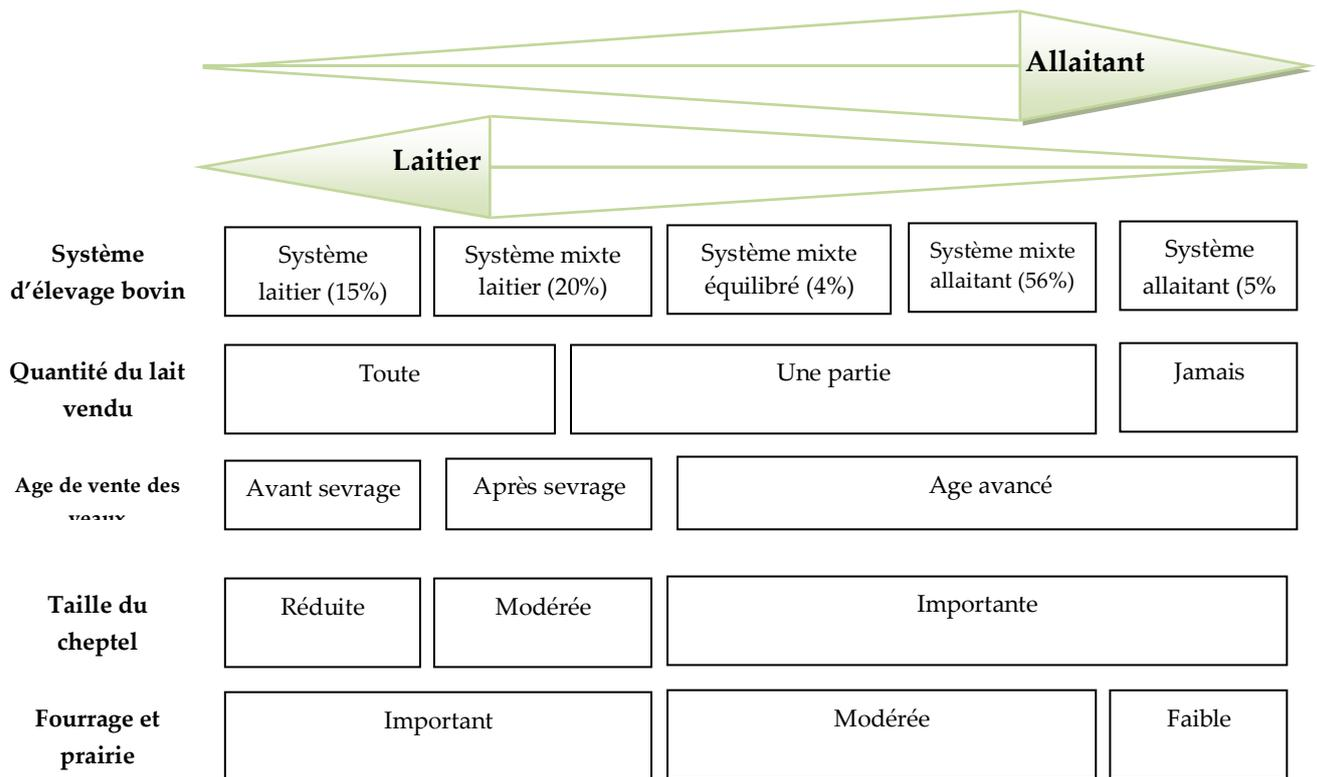 Allaitant
Laitier
Système
d’élevage bovin
Système
laitier (15%)
Système mixte
laitier (20%)
Système mixte
équilibré (4%)
Système mixte
allaitant (56%)
Système
allaitant (5%
Quantité du lait
vendu
Toute
Une partie
Jamais
Age de vente des
veaux
Avant sevrage
Après sevrage
Age avancé
Taille du
cheptel
Réduite
Modérée
Importante
Fourrage et
prairie
Important
Modérée
Faible